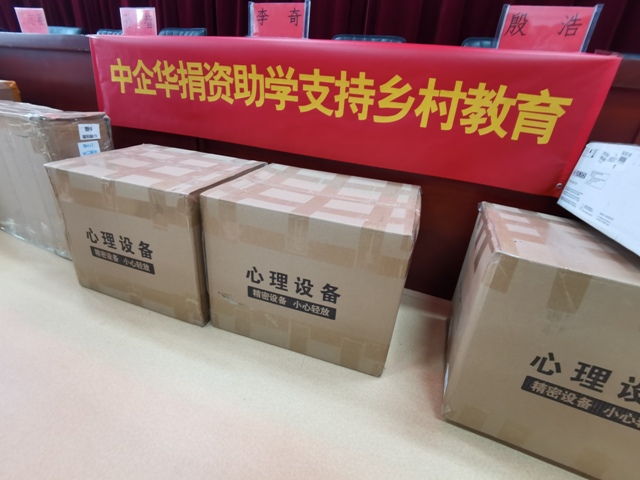 李奇
殷浩
中企华捐资助学支持乡村教育
心理设备
精密设备 小心轻放
心理设备
精密设备 小心轻放
心理设
精密设备 小心轻